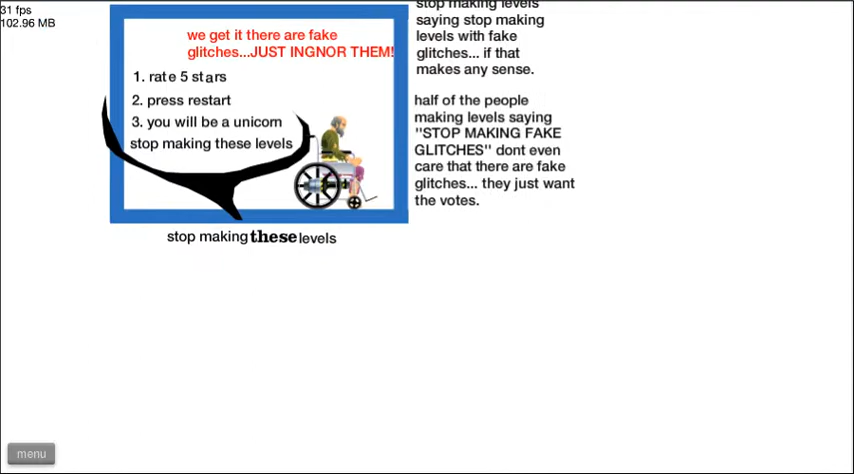 31 fps
102.96 MB
we get it there are fake
glitches...JUST INGNOR THEM!
1. rate 5 stars
2. press restart
3. you will be a unicorn
stop making these levels
stop making these levels
stop making levels
saying stop making
levels with fake
glitches... if that
makes any sense.
half of the people
making levels saying
"STOP MAKING FAKE
GLITCHES" dont even
care that there are fake
glitches... they just want
the votes.
menu